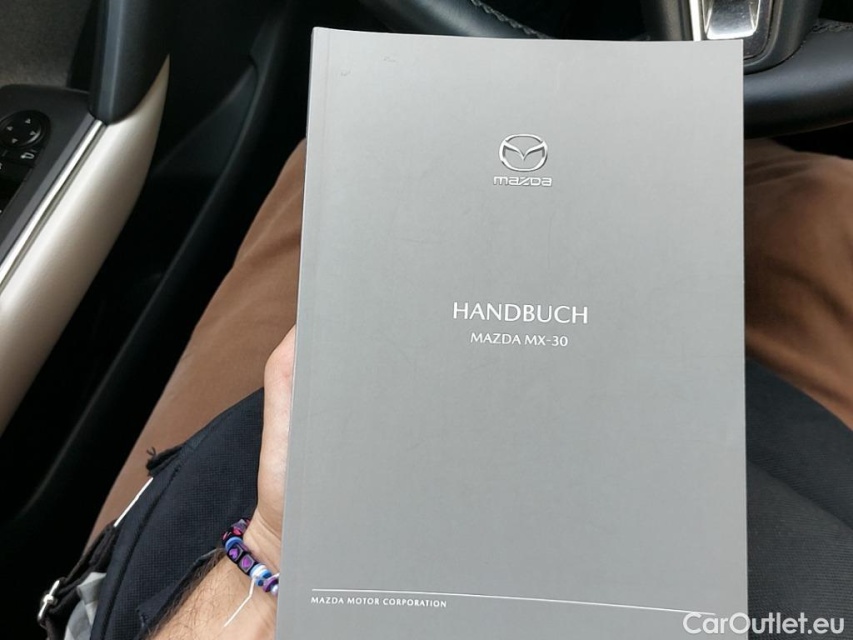 mazda
HANDBUCH
MAZDA MX-30
MAZDA MOTOR CORPORATION
CarOutlet.eu